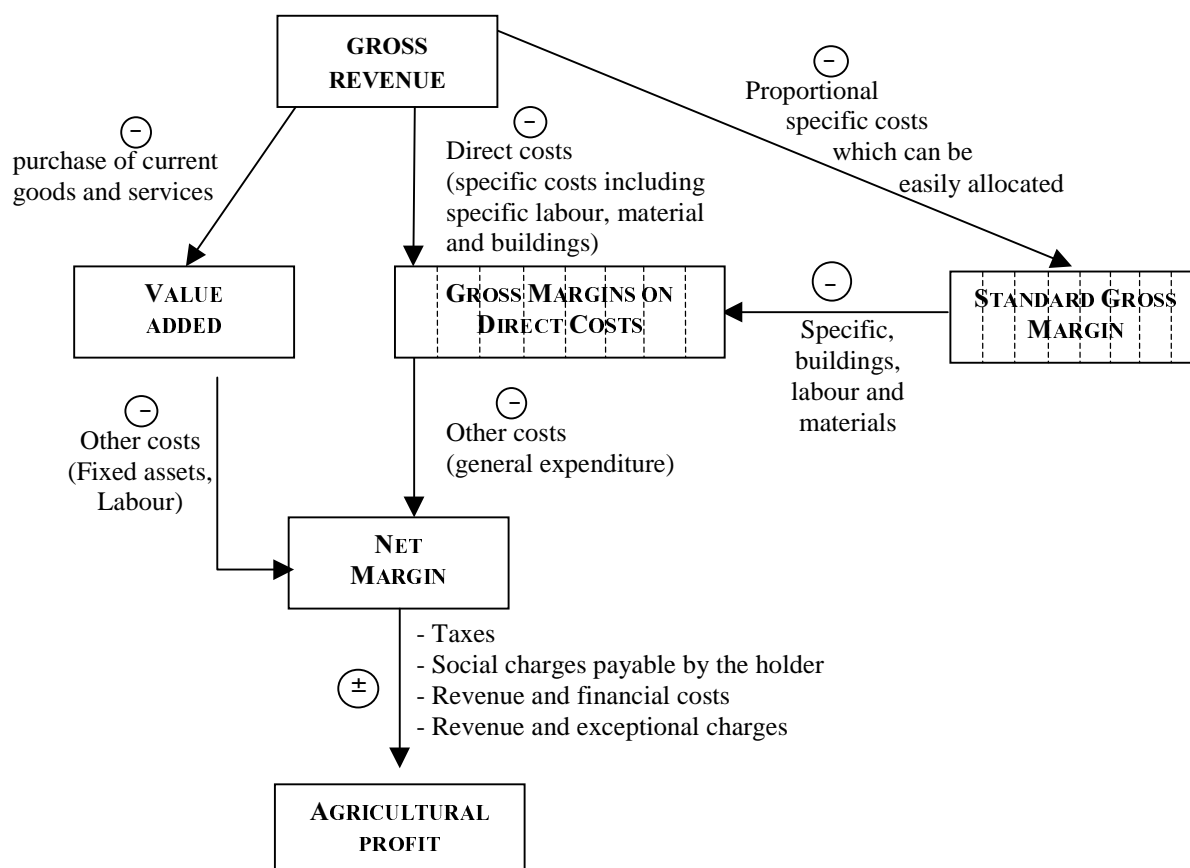 GROSS
REVENUE
−
purchase of current
goods and services
−
Direct costs
(specific costs including
specific labour, material
and buildings)
−
Proportional
specific costs
which can be
easily allocated
VALUE
ADDED
GROSS MARGINS ON
DIRECT COSTS
−
Specific,
buildings,
labour and
materials
STANDARD GROSS
MARGIN
−
Other costs
(Fixed assets,
Labour)
−
Other costs
(general expenditure)
NET
MARGIN
±
- Taxes
- Social charges payable by the holder
- Revenue and financial costs
- Revenue and exceptional charges
AGRICULTURAL
PROFIT